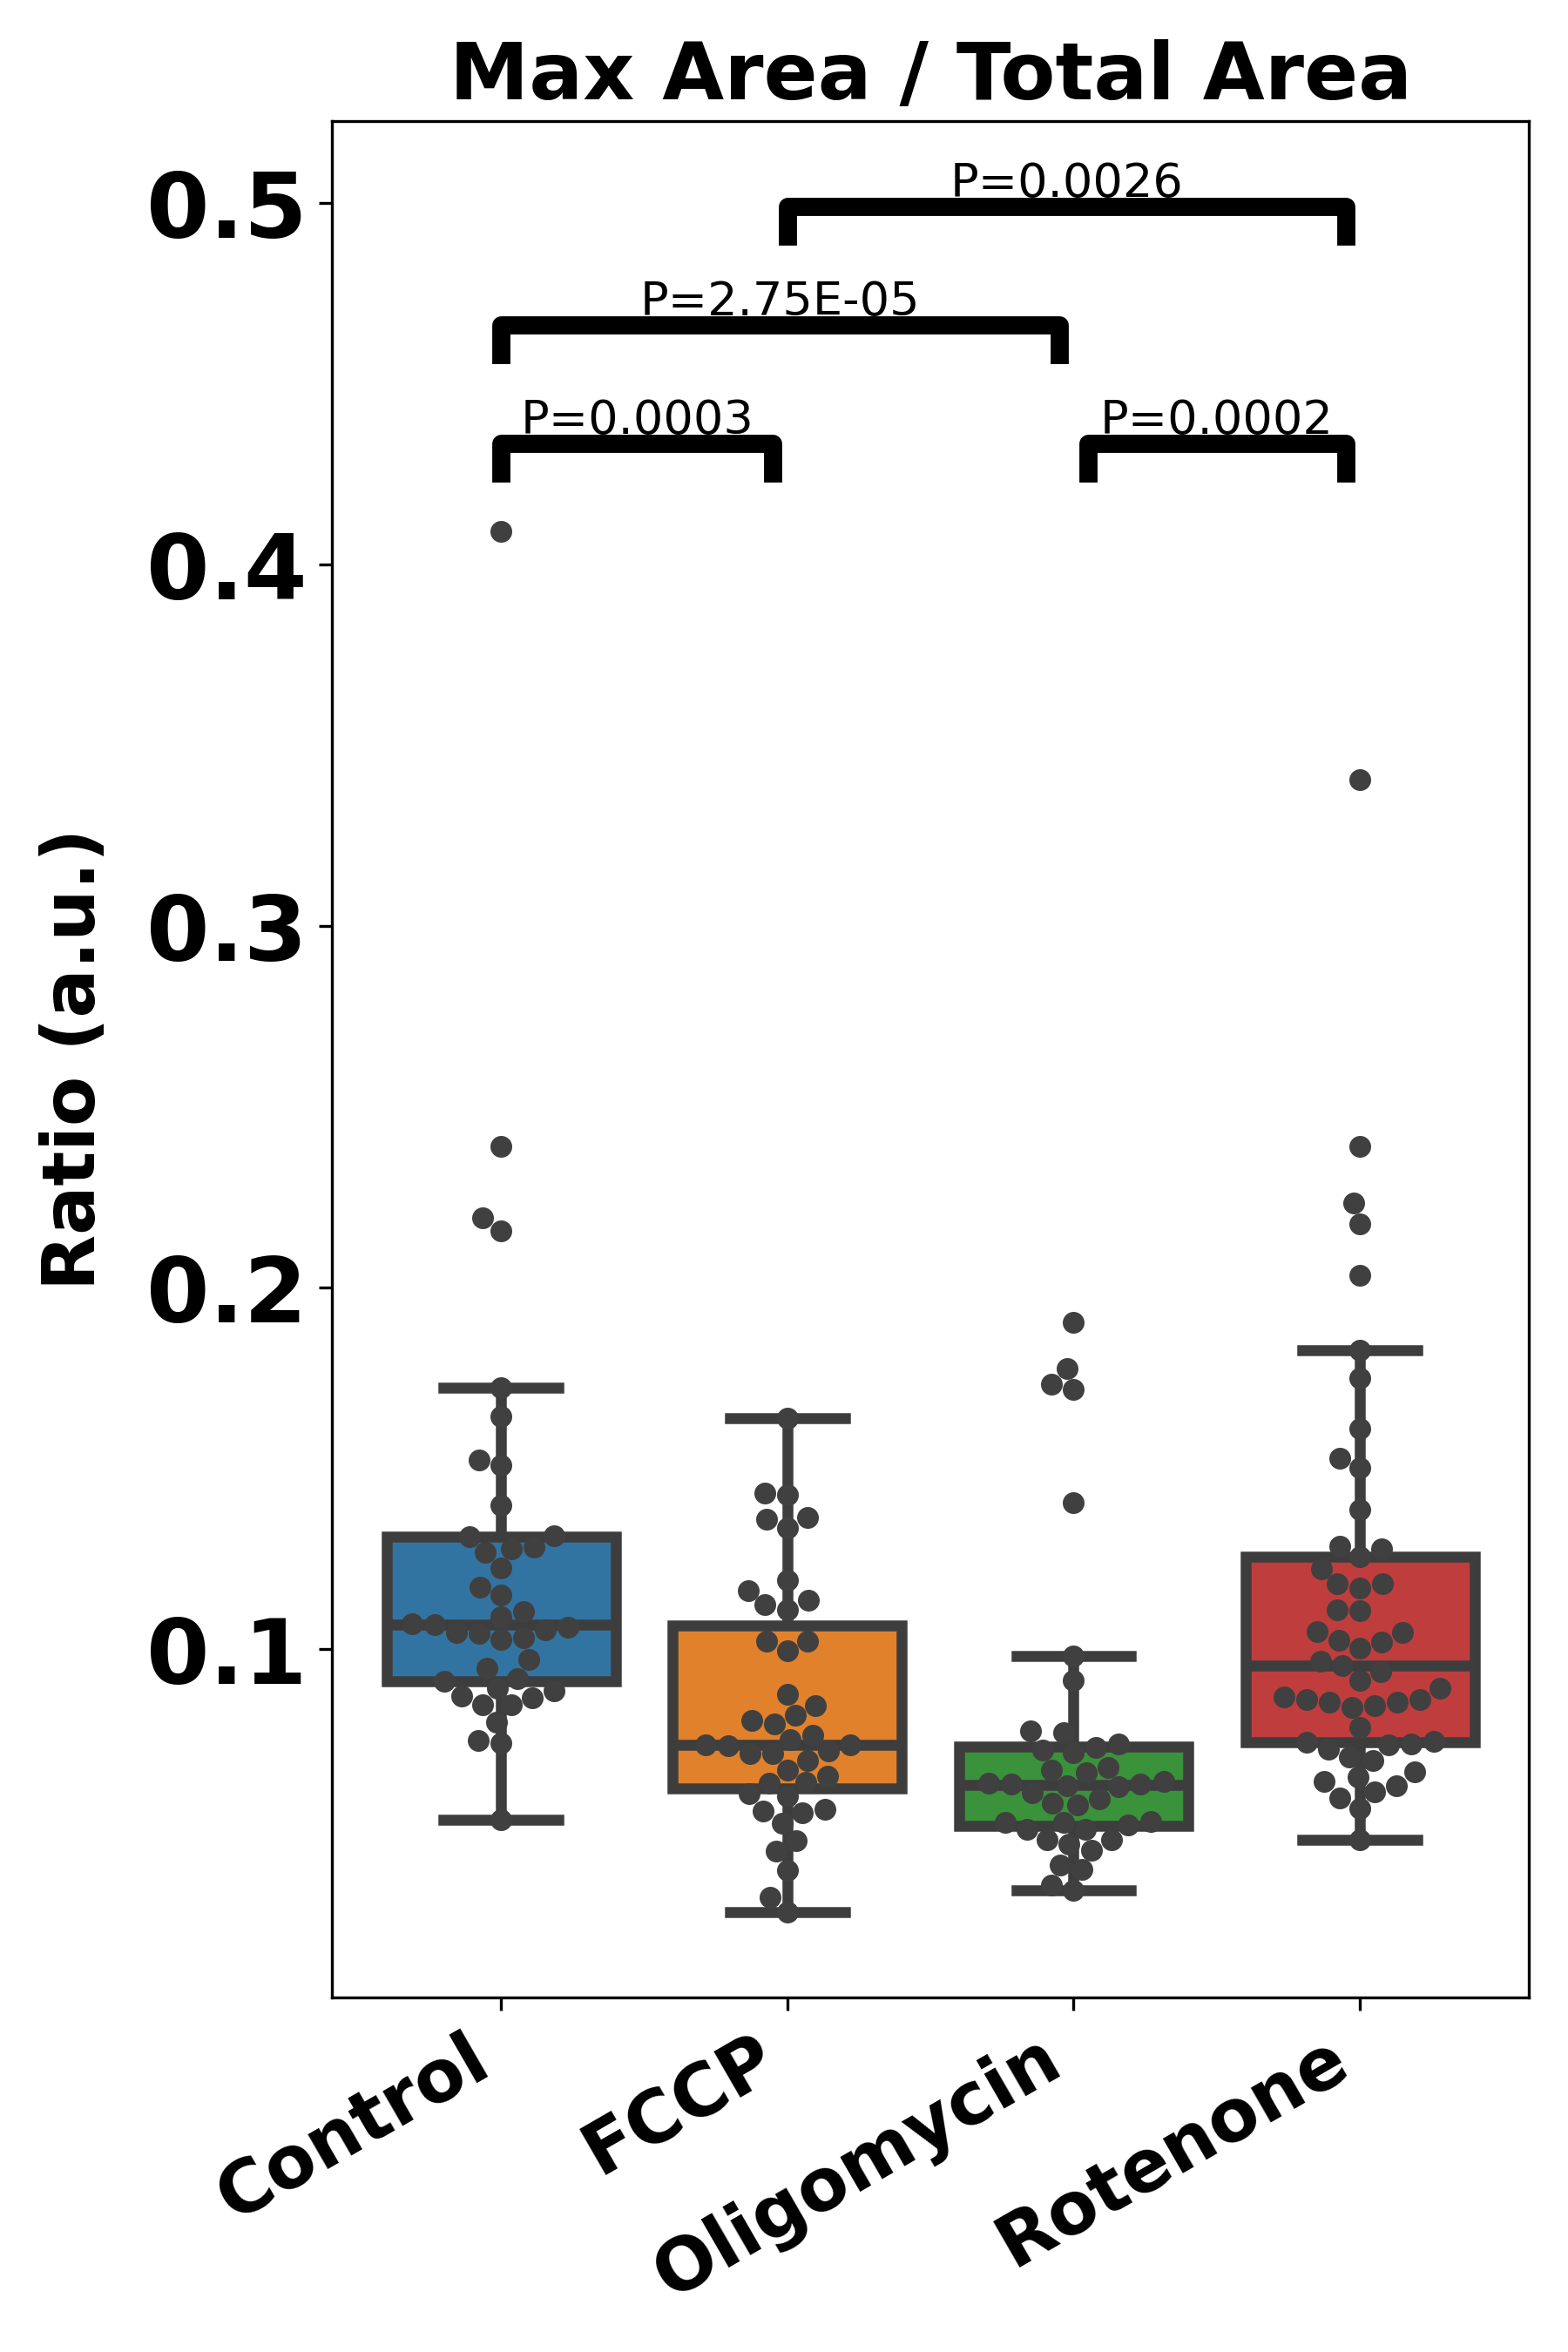 Max Area / Total Area
P=0.0026
P=2.75E-05
P=0.0003
P=0.0002
0.5
0.4
0.3
0.2
0.1
Ratio (a.u.)
Control
FCCP
Oligomycin
Rotenone